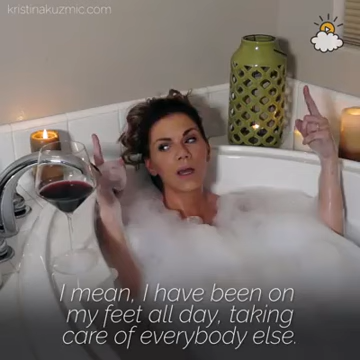 kristinakuzmic.com
I mean, I have been on
my feet all day, taking
care of everybody else.